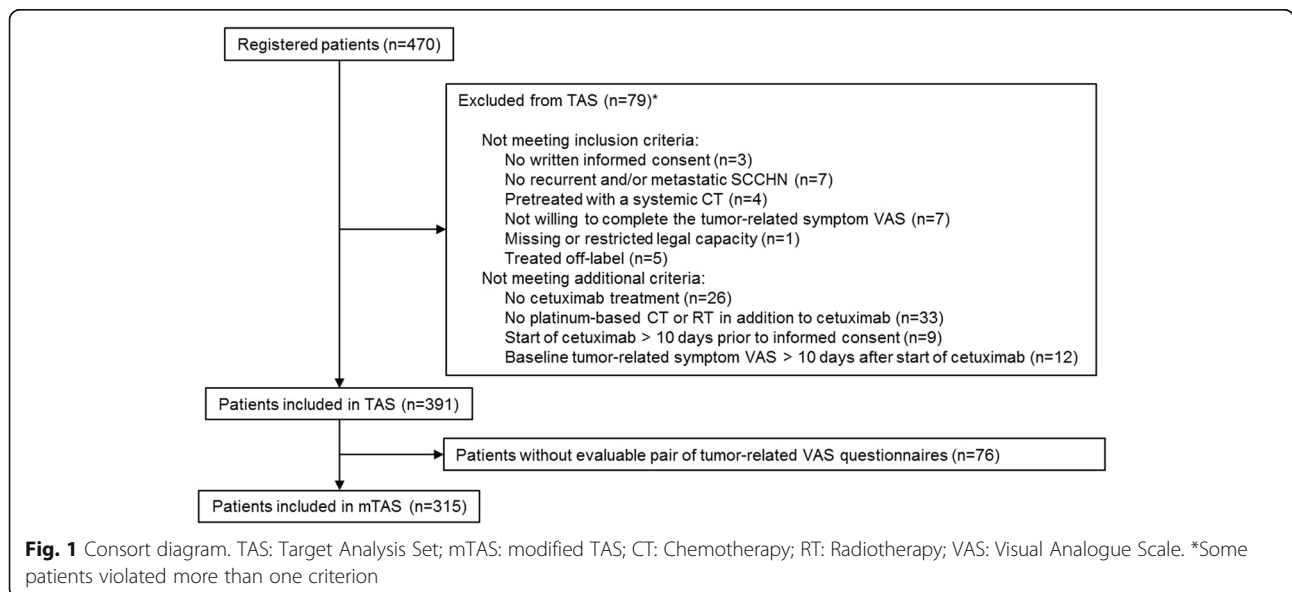 Registered patients (n=470)
Excluded from TAS (n=79)*
Not meeting inclusion criteria:
No written informed consent (n=3)
No recurrent and/or metastatic SCCHN (n=7)
Pretreated with a systemic CT (n=4)
Not willing to complete the tumor-related symptom VAS (n=7)
Missing or restricted legal capacity (n=1)
Treated off-label (n=5)
Not meeting additional criteria:
No cetuximab treatment (n=26)
No platinum-based CT or RT in addition to cetuximab (n=33)
Start of cetuximab > 10 days prior to informed consent (n=9)
Baseline tumor-related symptom VAS > 10 days after start of cetuximab (n=12)
Patients included in TAS (n=391)
Patients without evaluable pair of tumor-related VAS questionnaires (n=76)
Patients included in mTAS (n=315)
Fig. 1 Consort diagram. TAS: Target Analysis Set; mTAS: modified TAS; CT: Chemotherapy; RT: Radiotherapy; VAS: Visual Analogue Scale. *Some
patients violated more than one criterion